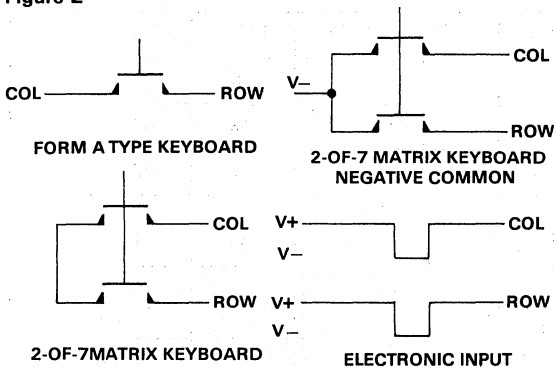 Figure 2
COL ROW
FORM A TYPE KEYBOARD
V– COL
ROW
2-OF-7 MATRIX KEYBOARD
NEGATIVE COMMON
COL
ROW
2-OF-7MATRIX KEYBOARD
V+ COL
V–
V+ ROW
V–
ELECTRONIC INPUT